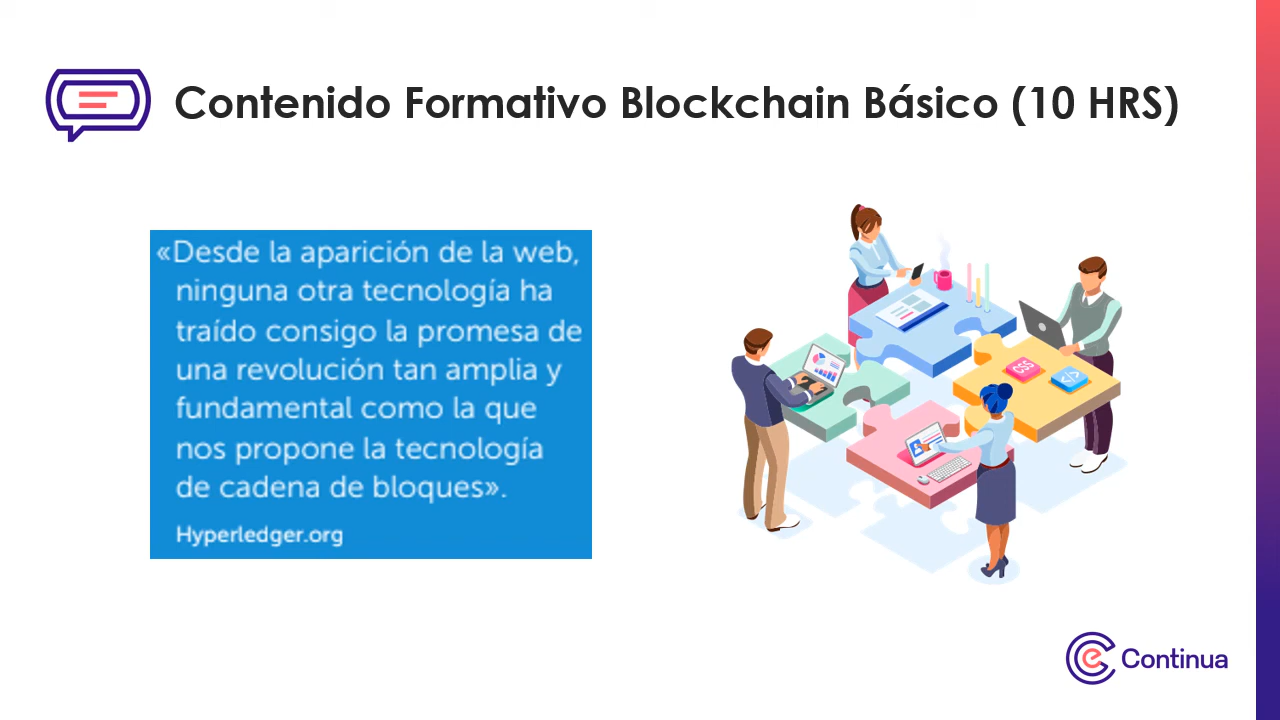 Contenido Formativo Blockchain Básico (10 HRS)
«Desde la aparición de la web,
ninguna otra tecnología ha
traído consigo la promesa de
una revolución tan amplia y
fundamental como la que
nos propone la tecnología
de cadena de bloques».
Hyperledger.org
CSS
</>
e Continua